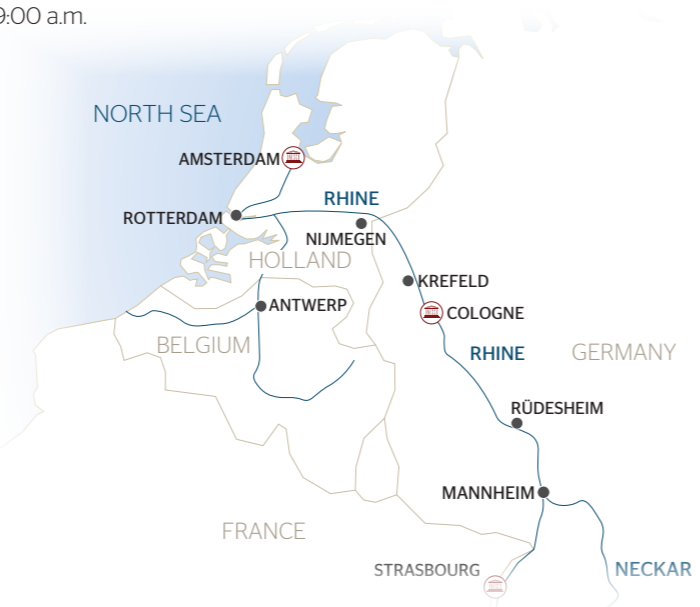 9:00 a.m.
NORTH SEA
AMSTERDAM
RHINE
ROTTERDAM
NIJMEGEN
HOLLAND
KREFELD
ANTWERP
COLOGNE
BELGIUM
RHINE
GERMANY
RÜDESHEIM
MANNHEIM
FRANCE
STRASBOURG
NECKAR